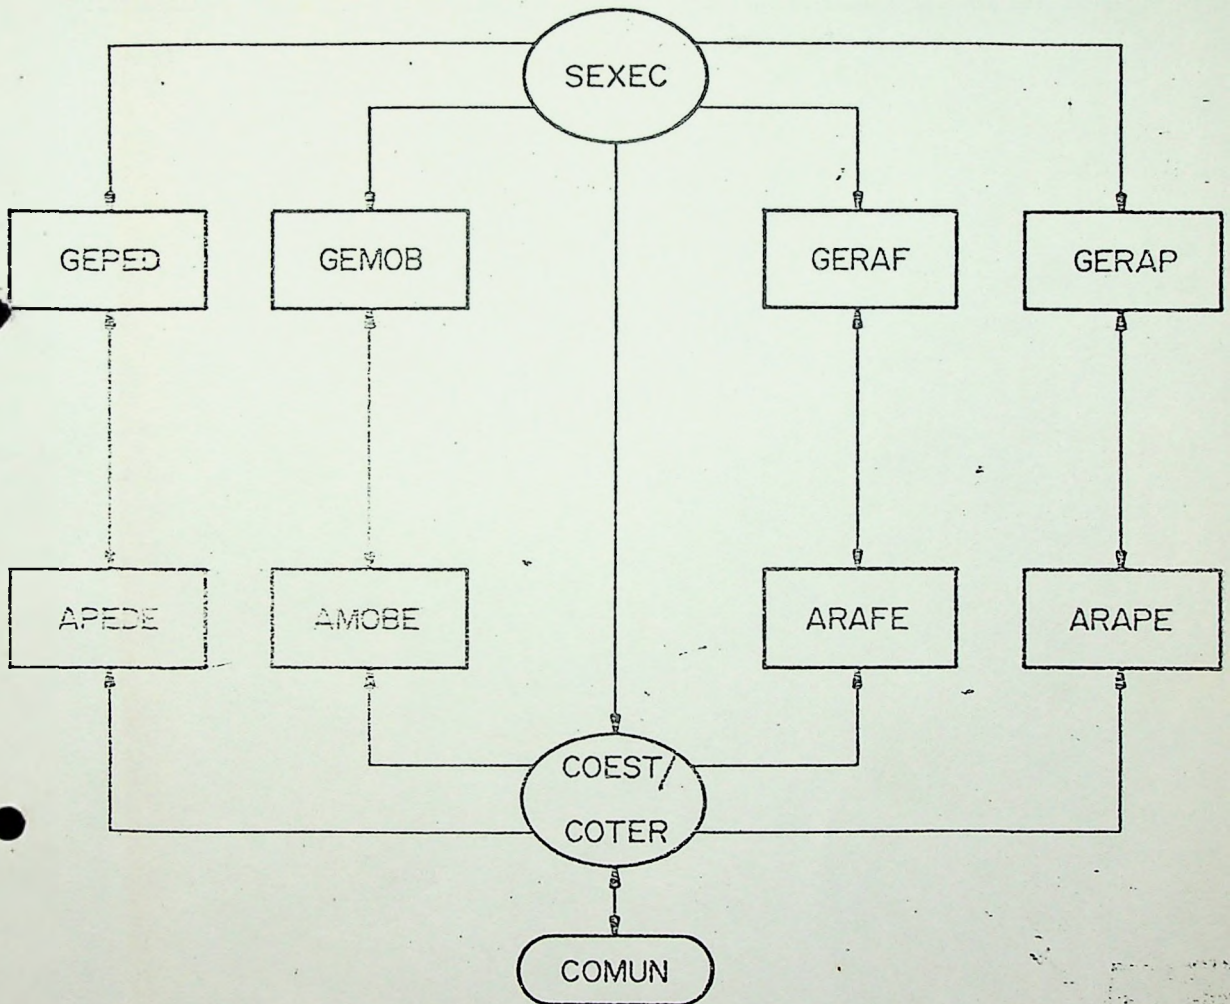 SEXEC
GEPED
GEMOB
GERAF
GERAP
APEDE
AMOBE
ARAFE
ARAPE
COEST/
COTER
COMUN